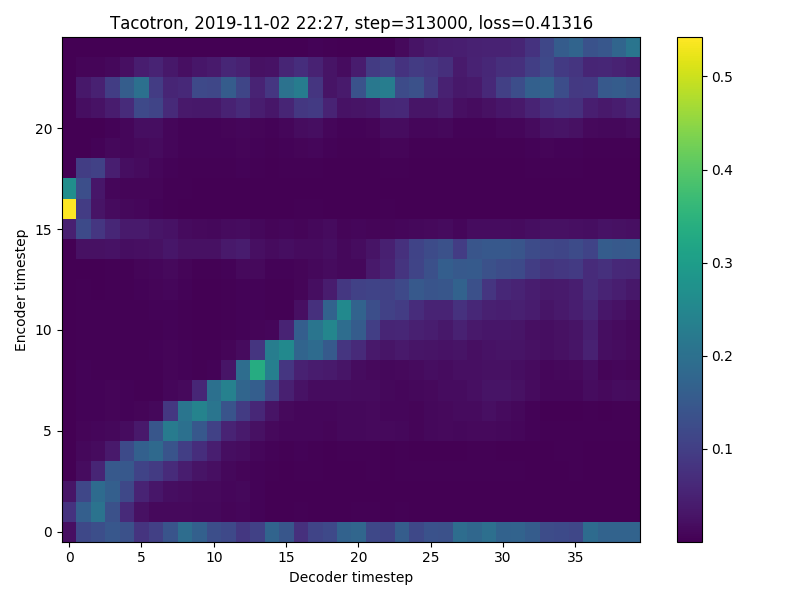 Tacotron, 2019-11-02 22:27, step=313000, loss=0.41316
Encoder timestep
20
15
10
5
0
0 5 10 15 20 25 30 35
Decoder timestep
0.5
0.4
0.3
0.2
0.1